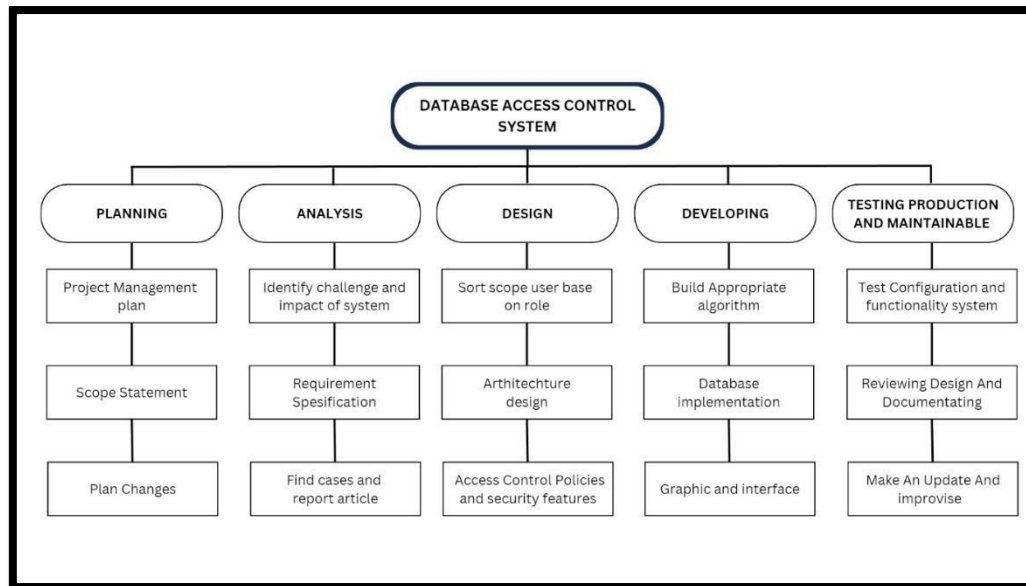 DATABASE ACCESS CONTROL
SYSTEM
PLANNING
ANALYSIS
DESIGN
DEVELOPING
TESTING PRODUCTION
AND MAINTAINABLE
Project Management
plan
Identify challenge and
impact of system
Sort scope user base
on role
Build Appropriate
algorithm
Test Configuration and
functionality system
Scope Statement
Requirement
Spesification
Arthitechture
design
Database
implementation
Reviewing Design And
Documentating
Plan Changes
Find cases and
report article
Access Control Policies
and security features
Graphic and interface
Make An Update And
improvise